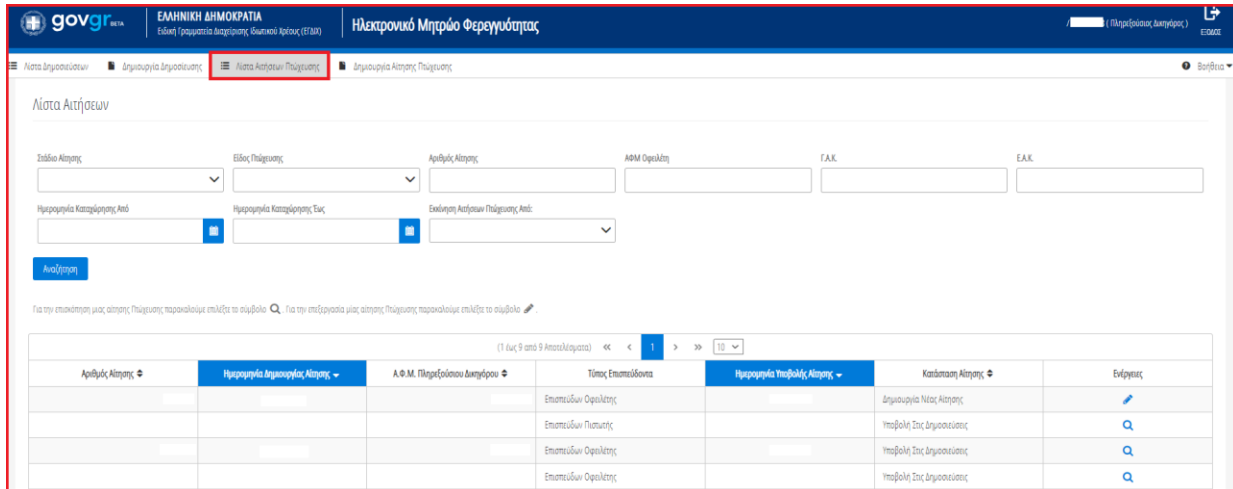 govgr BETA
ΕΛΛΗΝΙΚΗ ΔΗΜΟΚΡΑΤΙΑ
Ειδική Γραμματεία Διαχείρισης Ιδιωτικού Χρέους (ΕΓΔΙΧ)
Ηλεκτρονικό Μητρώο Φερεγγυότητας
/ ( Πληρεξούσιος Δικηγόρος )
ΕΞΟΔΟΣ
Λίστα Δημοσιεύσεων Δημιουργία Δημοσίευσης Λίστα Αιτήσεων Πτώχευσης Δημιουργία Αίτησης Πτώχευσης Βοήθεια
Λίστα Αιτήσεων
Στάδιο Αίτησης Είδος Πτώχευσης Αριθμός Αίτησης ΑΦΜ Οφειλέτη Γ.Α.Κ. Ε.Α.Κ.
Ημερομηνία Καταχώρησης Από Ημερομηνία Καταχώρησης Έως Εκκίνηση Αιτήσεων Πτώχευσης Από:
Αναζήτηση
Για την επισκόπηση μιας αίτησης Πτώχευσης παρακαλούμε επιλέξτε το σύμβολο . Για την επεξεργασία μίας αίτησης Πτώχευσης παρακαλούμε επιλέξτε το σύμβολο .
(1 έως 9 από 9 Αποτελέσματα) « < 1 > » 10
Αριθμός Αίτησης Ημερομηνία Δημιουργίας Αίτησης Α.Φ.Μ. Πληρεξούσιου Δικηγόρου Τύπος Επισπεύδοντα Ημερομηνία Υποβολής Αίτησης Κατάσταση Αίτησης Ενέργειες
Επισπεύδων Οφειλέτης Δημιουργία Νέας Αίτησης
Επισπεύδων Πιστωτής Υποβολή Στις Δημοσιεύσεις
Επισπεύδων Οφειλέτης Υποβολή Στις Δημοσιεύσεις
Επισπεύδων Οφειλέτης Υποβολή Στις Δημοσιεύσεις